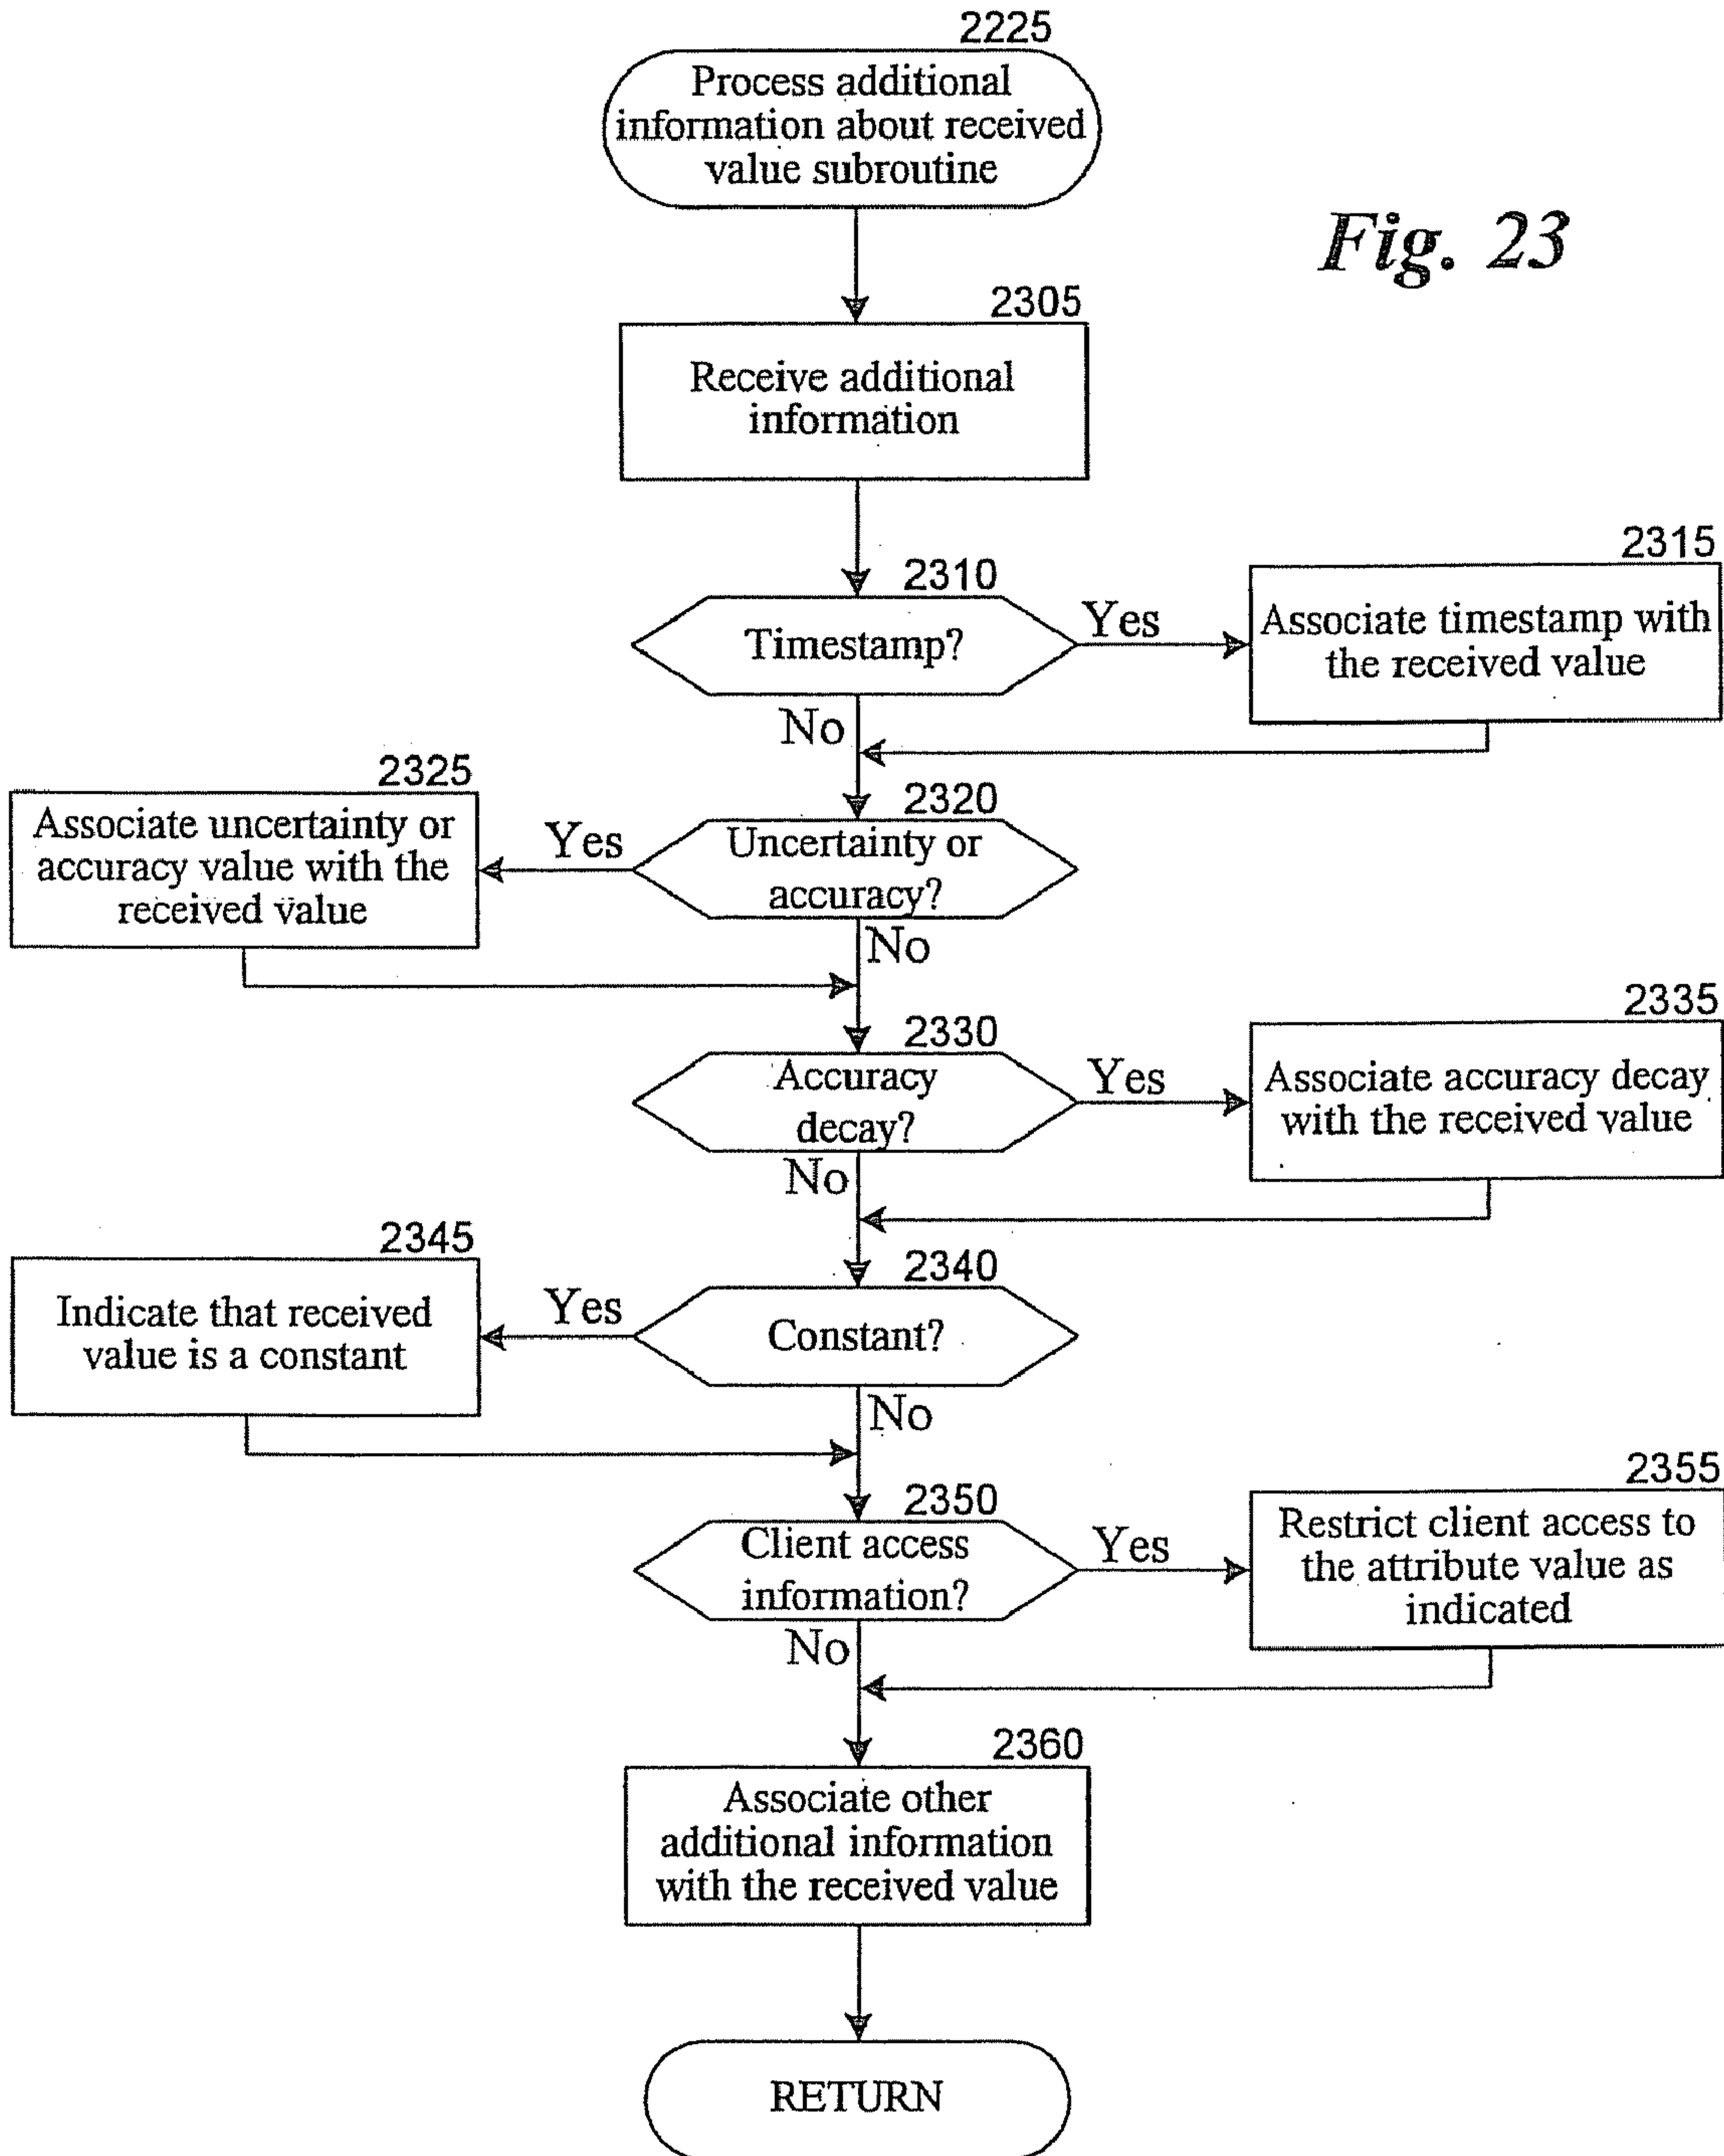 2225
Process additional
information about received
value subroutine
Fig. 23
2305
Receive additional
information
2310
Timestamp?
Yes
2315
Associate timestamp with
the received value
No
2325
Associate uncertainty or
accuracy value with the
received value
Yes
2320
Uncertainty or
accuracy?
No
2330
Accuracy
decay?
Yes
2335
Associate accuracy decay
with the received value
No
2345
Indicate that received
value is a constant
Yes
2340
Constant?
No
2350
Client access
information?
Yes
2355
Restrict client access to
the attribute value as
indicated
No
2360
Associate other
additional information
with the received value
RETURN